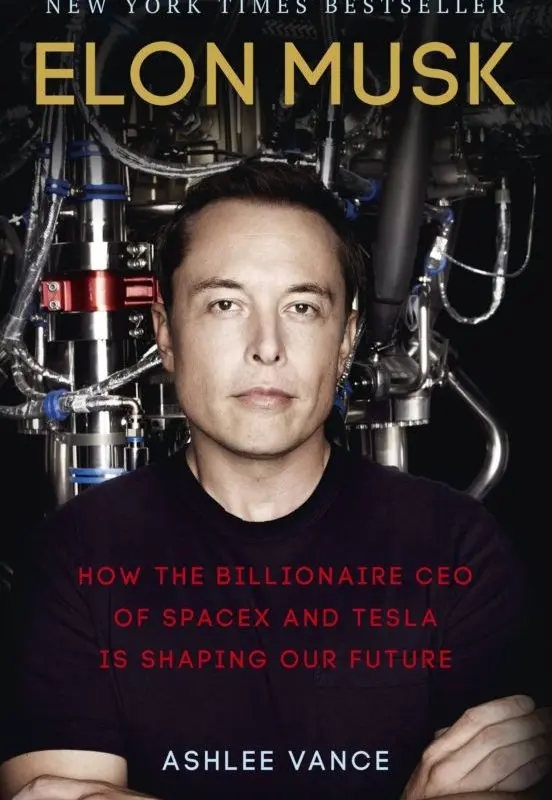 NEW YORK TIMES BESTSELLER
ELON MUSK
HOW THE BILLIONAIRE CEO
OF SPACEX AND TESLA
IS SHAPING OUR FUTURE
ASHLEE VANCE